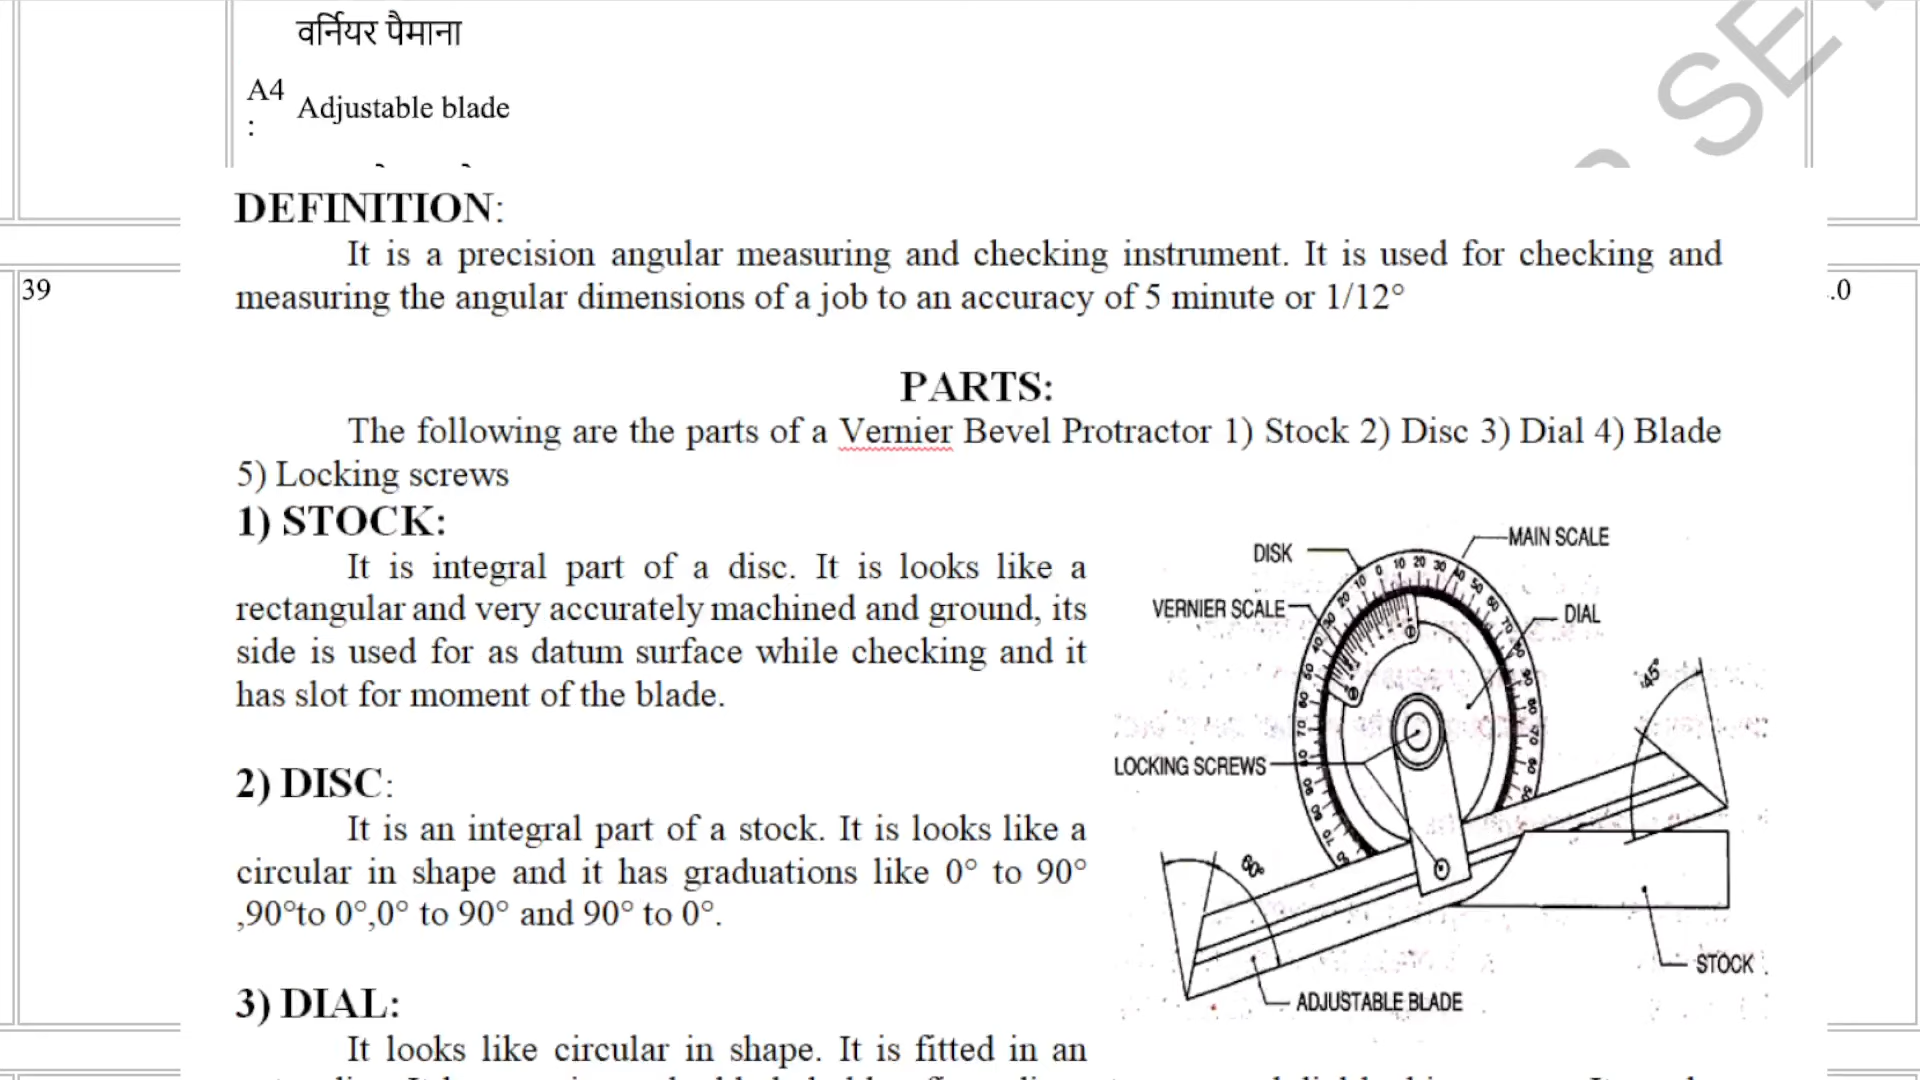 वर्नियर पैमाना
A4
:
Adjustable blade
SE
39
.0
DEFINITION:
It is a precision angular measuring and checking instrument. It is used for checking and
measuring the angular dimensions of a job to an accuracy of 5 minute or 1/12°
PARTS:
The following are the parts of a Vernier Bevel Protractor 1) Stock 2) Disc 3) Dial 4) Blade
5) Locking screws
1) STOCK:
It is integral part of a disc. It is looks like a
rectangular and very accurately machined and ground, its
side is used for as datum surface while checking and it
has slot for moment of the blade.
2) DISC:
It is an integral part of a stock. It is looks like a
circular in shape and it has graduations like 0° to 90°
,90°to 0°,0° to 90° and 90° to 0°.
3) DIAL:
It looks like circular in shape. It is fitted in an
DISK
MAIN SCALE
VERNIER SCALE
DIAL
45°
LOCKING SCREWS
60°
STOCK
ADJUSTABLE BLADE